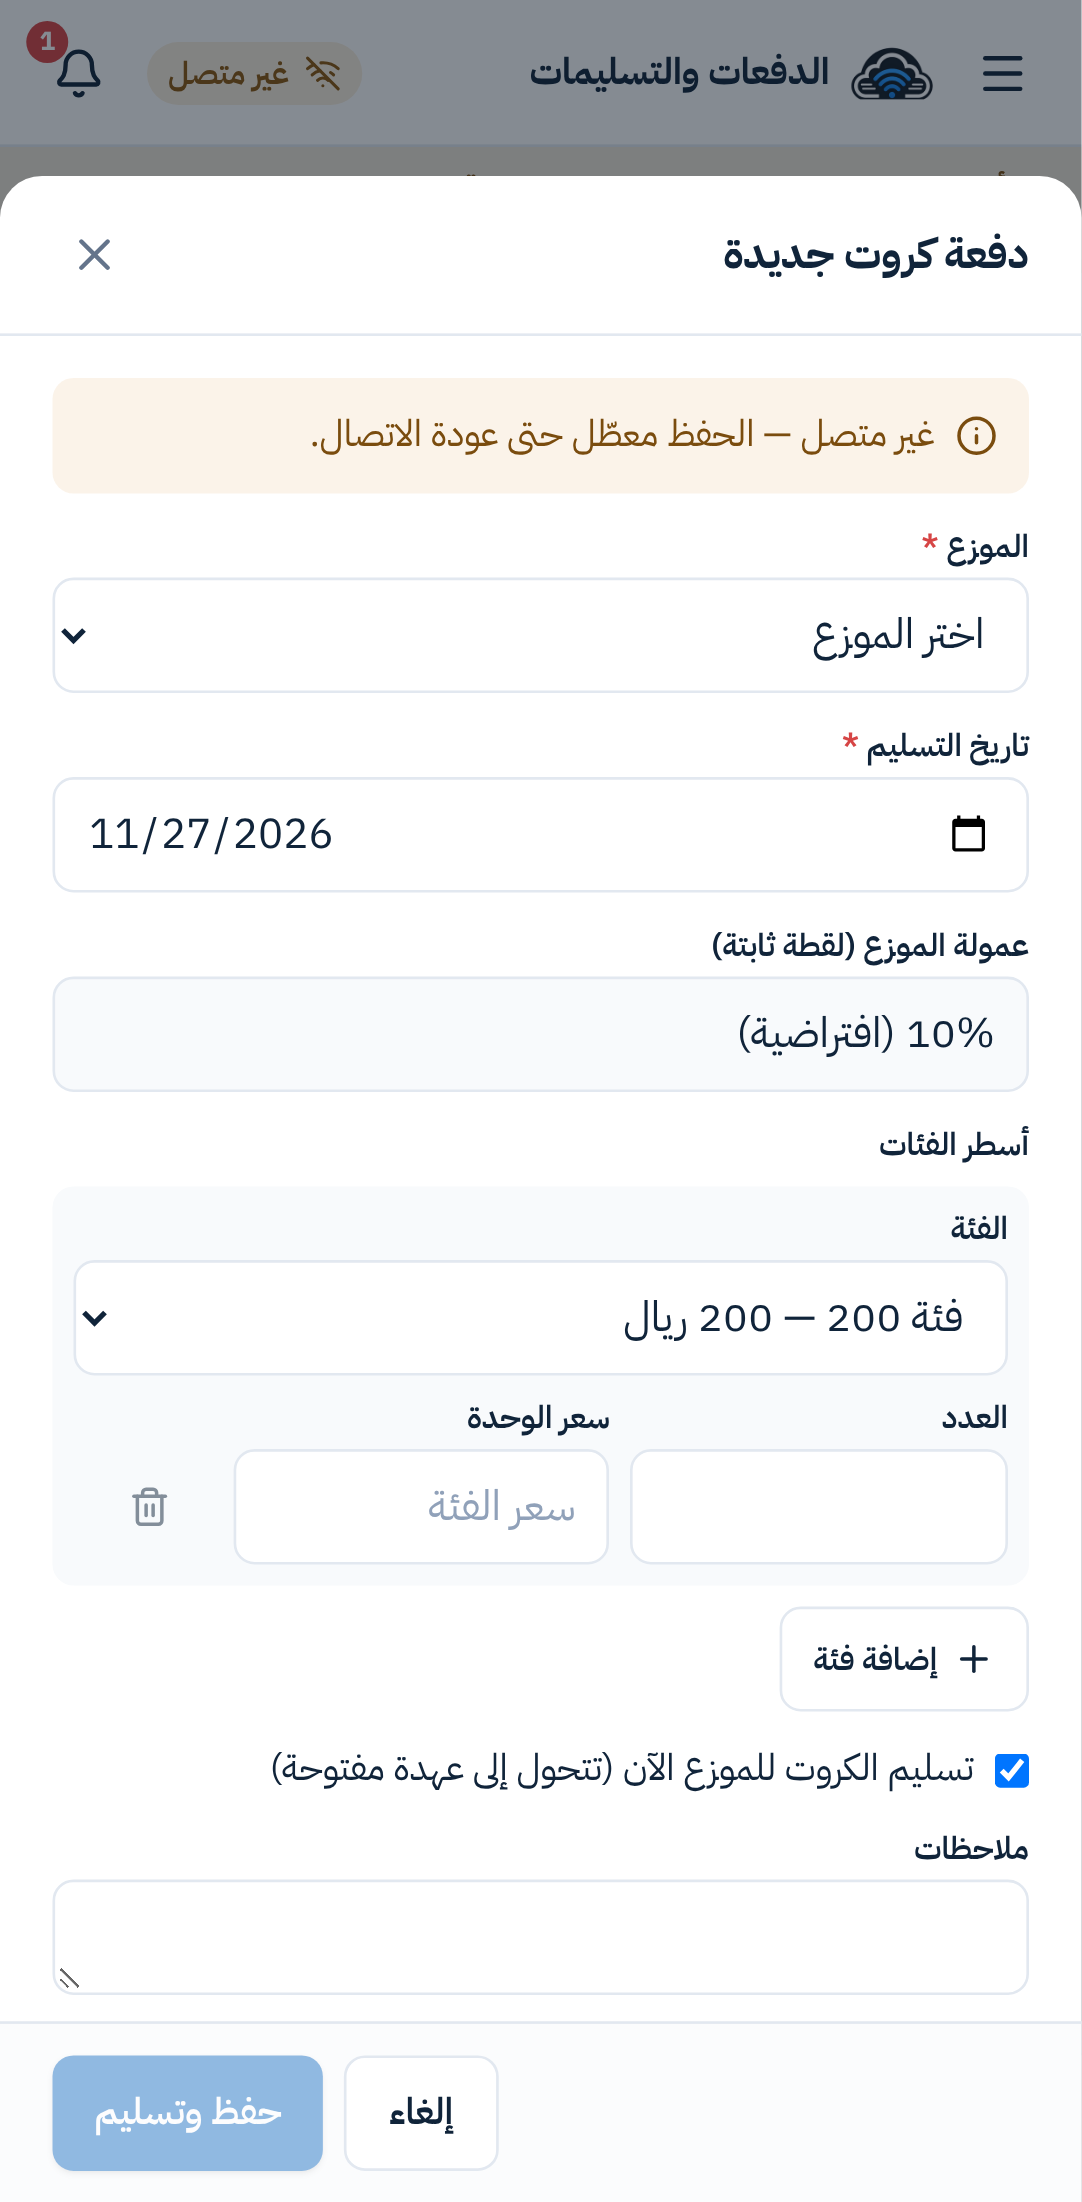 الدفعات والتسليمات
غير متصل
1
دفعة كروت جديدة
غير متصل — الحفظ معطّل حتى عودة الاتصال.
الموزع *
اختر الموزع
تاريخ التسليم *
11/27/2026
عمولة الموزع (لقطة ثابتة)
10% (افتراضية)
أسطر الفئات
الفئة
فئة 200 — 200 ريال
العدد
سعر الوحدة
سعر الفئة
إضافة فئة
تسليم الكروت للموزع الآن (تتحول إلى عهدة مفتوحة)
ملاحظات
إلغاء
حفظ وتسليم